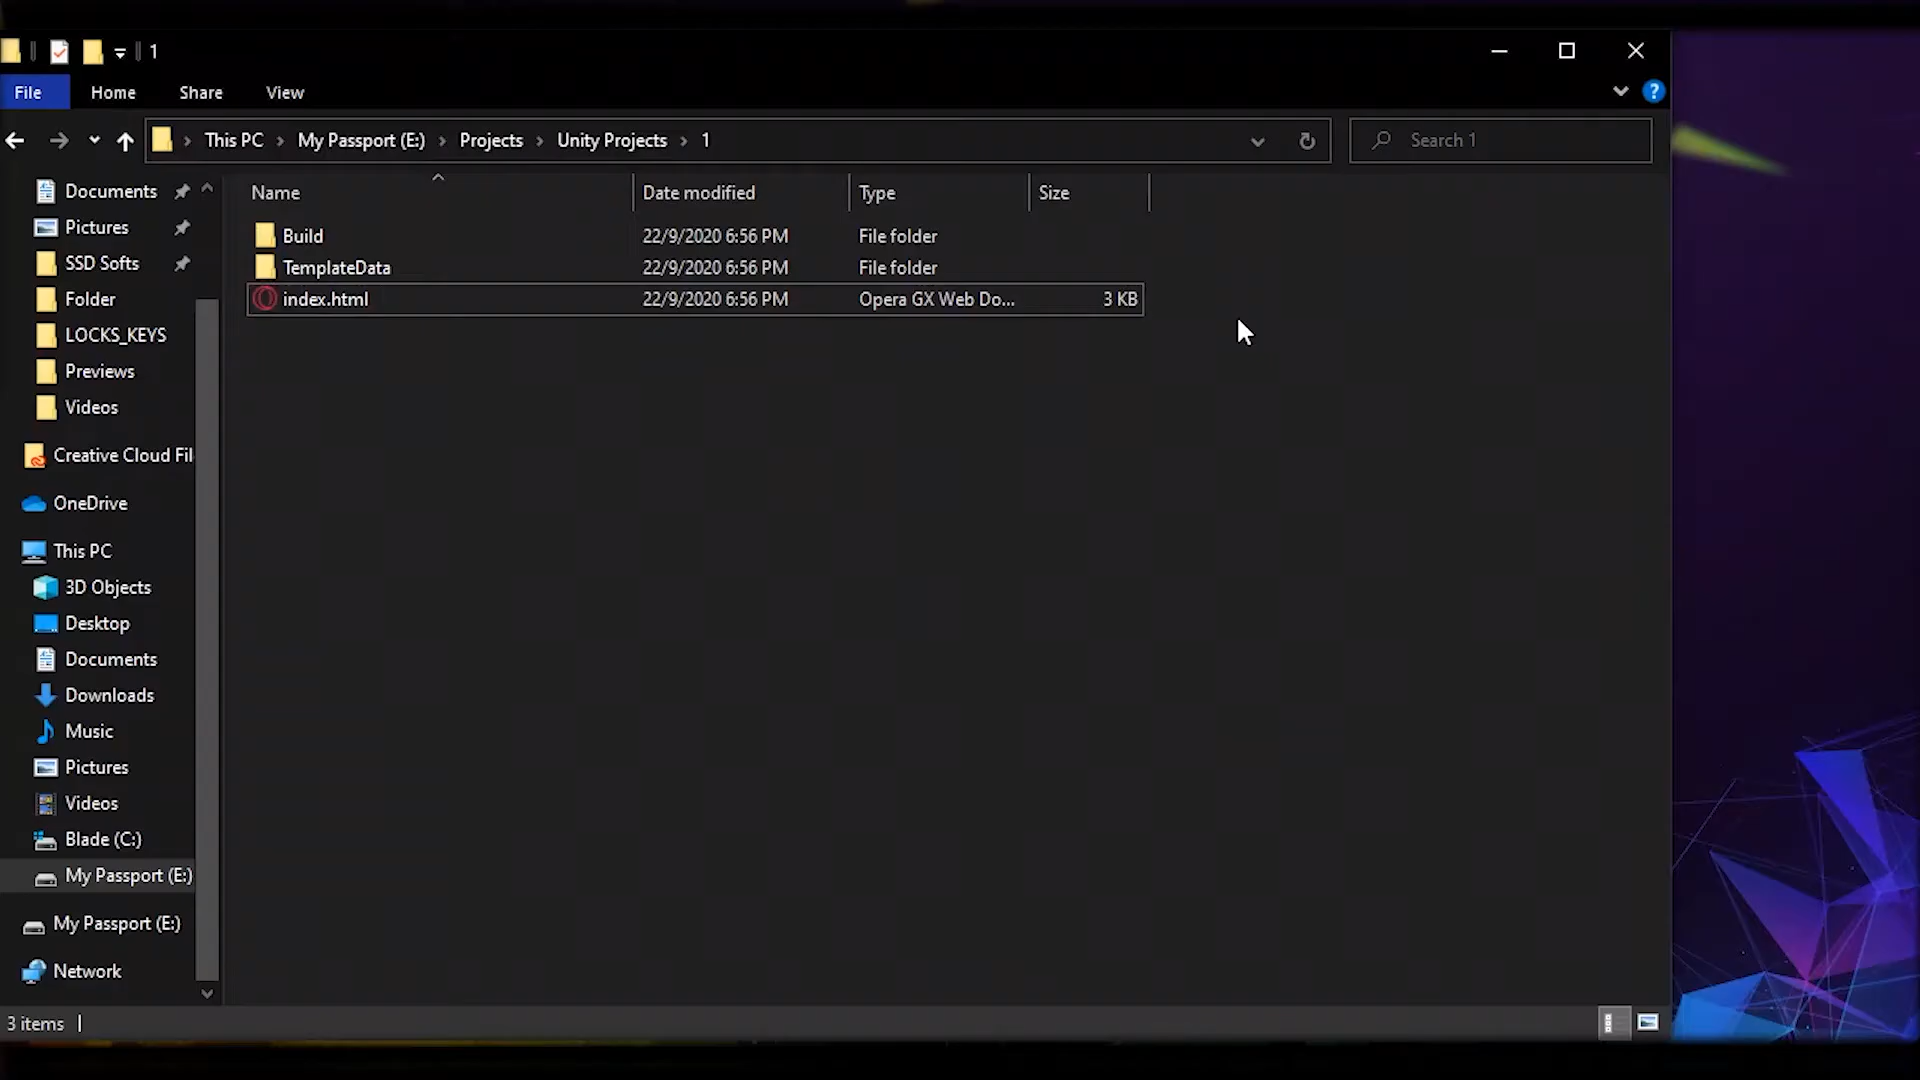 1
File Home Share View
?
This PC My Passport (E:) Projects Unity Projects 1
Search 1
Name Date modified Type Size
Build 22/9/2020 6:56 PM File folder
TemplateData 22/9/2020 6:56 PM File folder
index.html 22/9/2020 6:56 PM Opera GX Web Do... 3 KB
Documents
Pictures
SSD Softs
Folder
LOCKS_KEYS
Previews
Videos
Creative Cloud Fil
OneDrive
This PC
3D Objects
Desktop
Documents
Downloads
Music
Pictures
Videos
Blade (C:)
My Passport (E:)
My Passport (E:)
Network
3 items